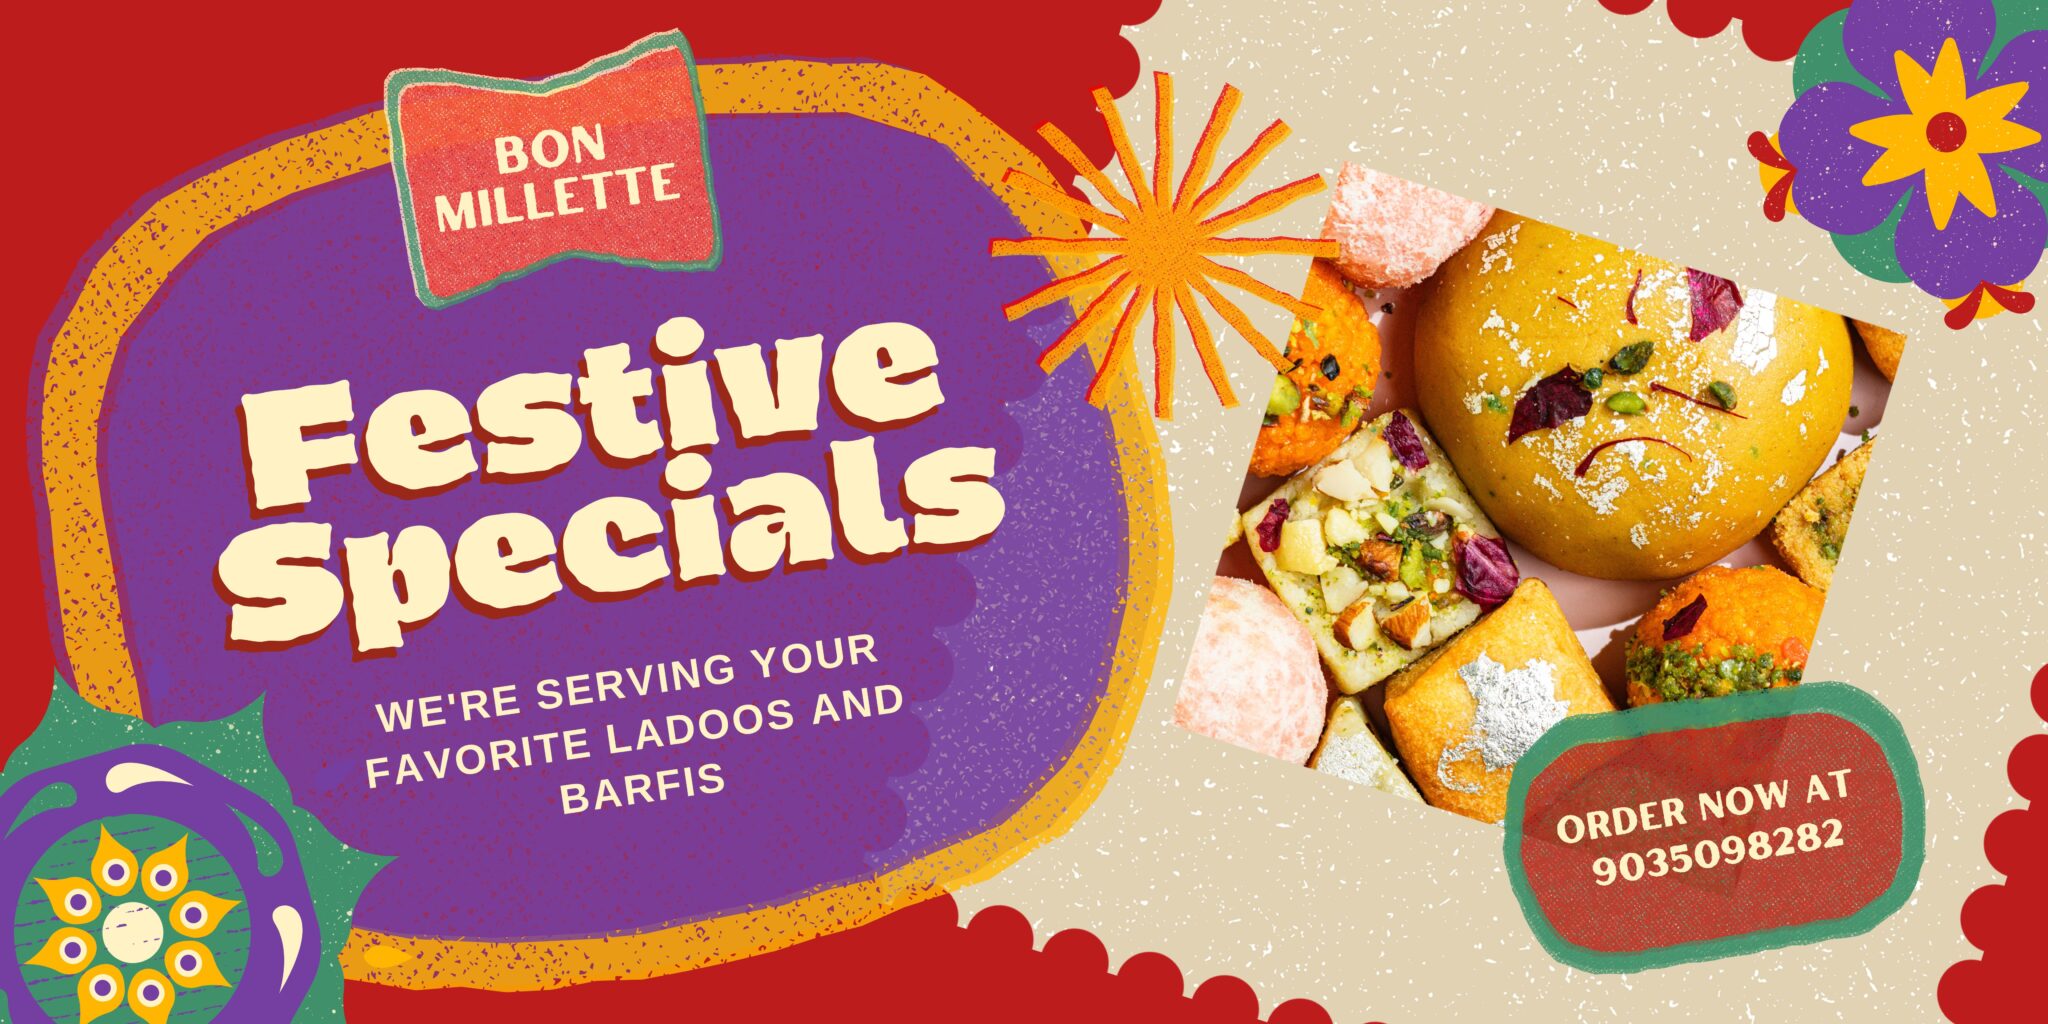 BON
MILLETTE
Festive
Specials
WE'RE SERVING YOUR
FAVORITE LADOOS AND
BARFIS
ORDER NOW AT
9035098282